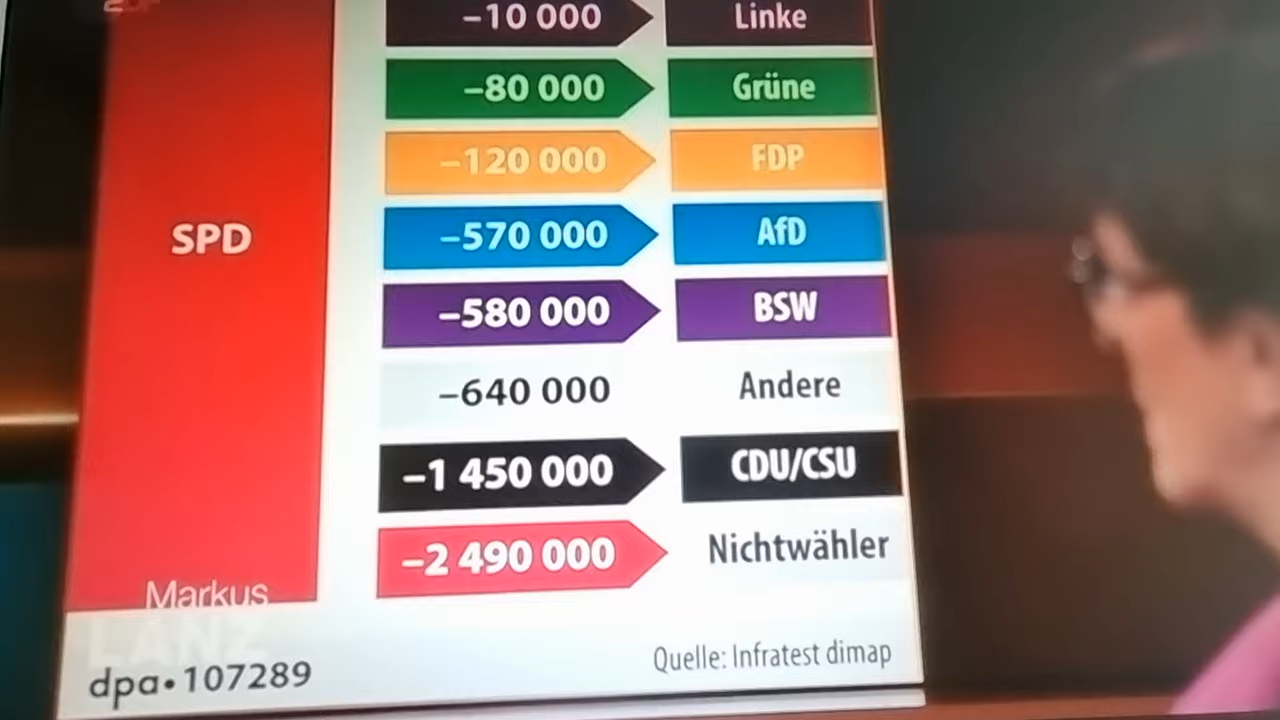 ZDF
–10 000 Linke
–80 000 Grüne
–120 000 FDP
SPD
–570 000 AfD
–580 000 BSW
–640 000 Andere
–1 450 000 CDU/CSU
–2 490 000 Nichtwähler
Markus
LANZ
Quelle: Infratest dimap
dpa•107289